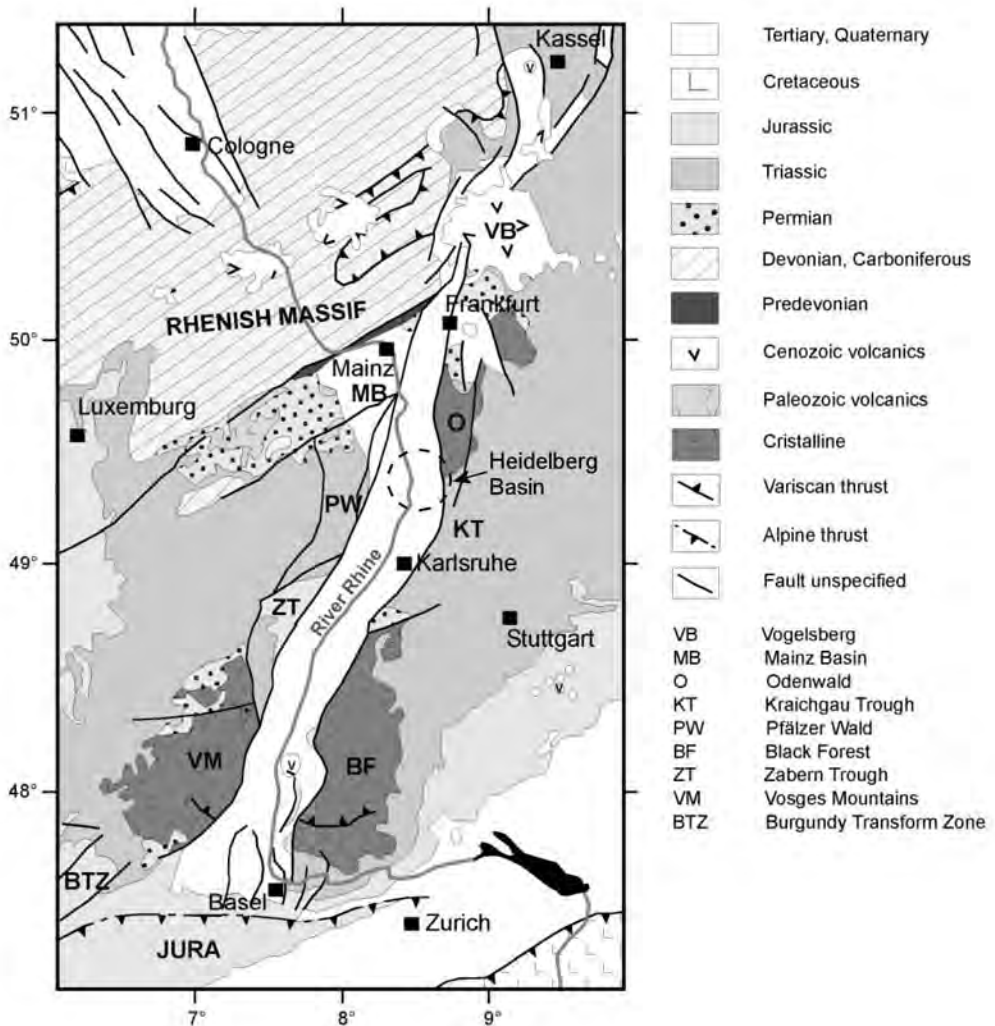 Kassel
51°
Cologne
VB
50°
RHENISH MASSIF
Frankfurt
Mainz
MB
Luxemburg
O
Heidelberg
Basin
PW
KT
49°
Karlsruhe
River Rhine
ZT
Stuttgart
VM
BF
48°
BTZ
Basel
Zurich
JURA
7°
8°
9°
Tertiary, Quaternary
Cretaceous
Jurassic
Triassic
Permian
Devonian, Carboniferous
Predevonian
Cenozoic volcanics
Paleozoic volcanics
Cristalline
Variscan thrust
Alpine thrust
Fault unspecified
VB Vogelsberg
MB Mainz Basin
O Odenwald
KT Kraichgau Trough
PW Pfälzer Wald
BF Black Forest
ZT Zabern Trough
VM Vosges Mountains
BTZ Burgundy Transform Zone